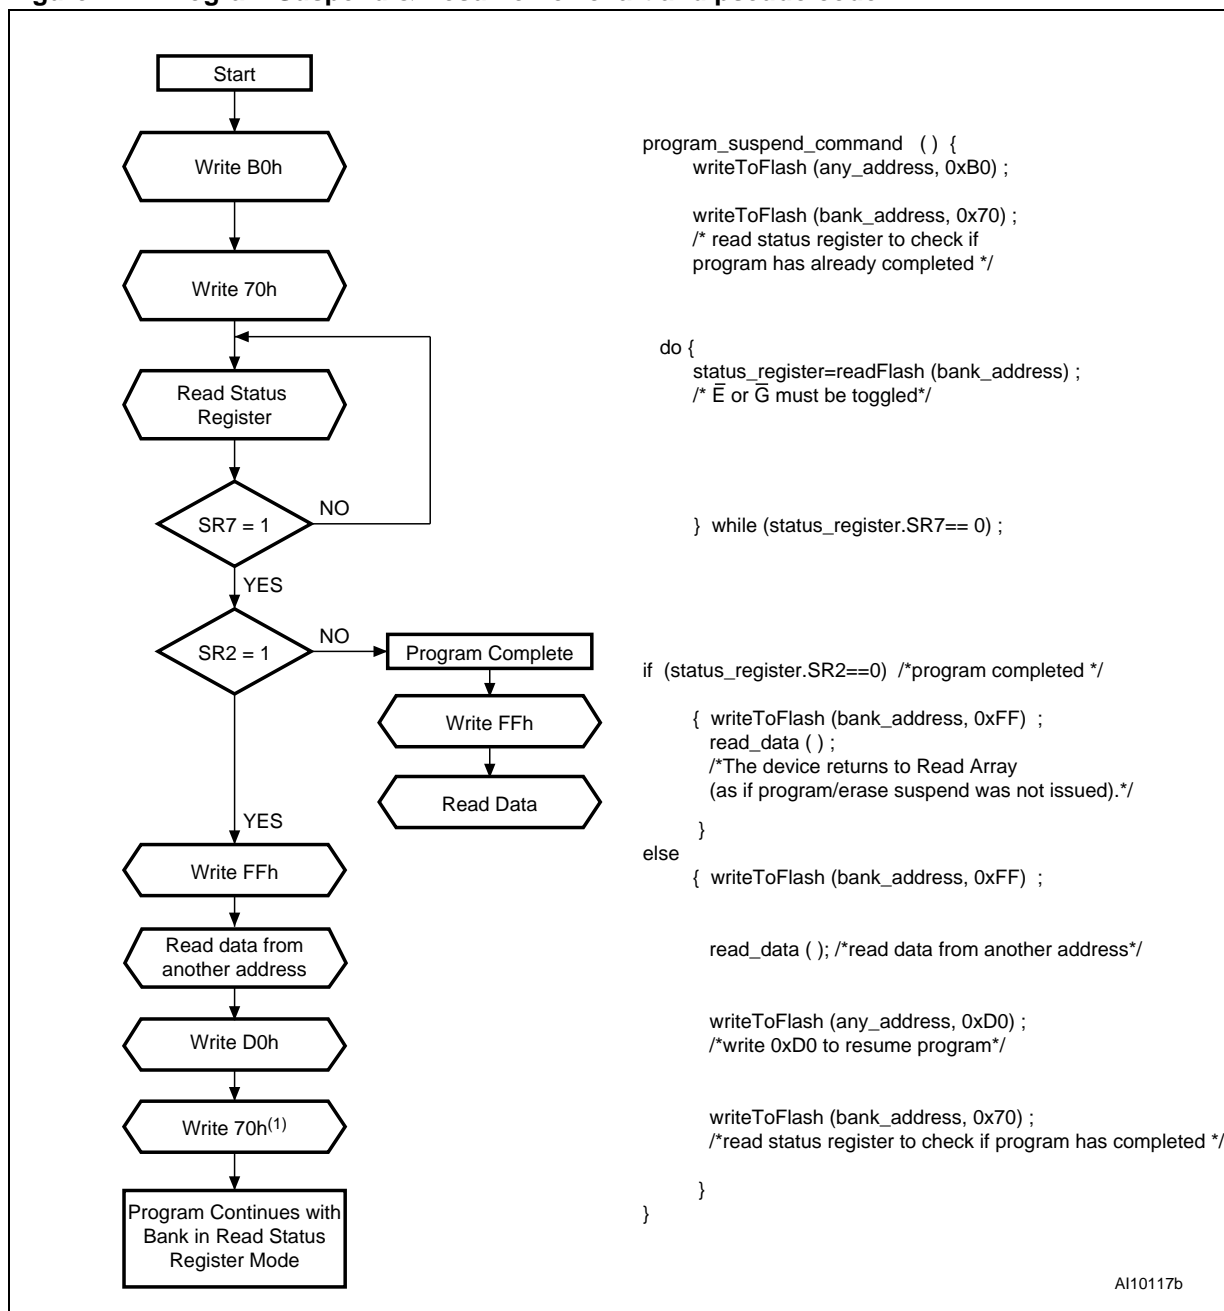 Start
Write B0h
Write 70h
Read Status
Register
SR7 = 1
NO
YES
SR2 = 1
NO
Program Complete
Write FFh
Read Data
YES
Write FFh
Read data from
another address
Write D0h
Write 70h(1)
Program Continues with
Bank in Read Status
Register Mode
program_suspend_command ( ) {
writeToFlash (any_address, 0xB0) ;
writeToFlash (bank_address, 0x70) ;
/* read status register to check if
program has already completed */
do {
status_register=readFlash (bank_address) ;
/* E̅ or G̅ must be toggled*/
} while (status_register.SR7== 0) ;
if (status_register.SR2==0) /*program completed */
{ writeToFlash (bank_address, 0xFF) ;
read_data ( ) ;
/*The device returns to Read Array
(as if program/erase suspend was not issued).*/
}
else
{ writeToFlash (bank_address, 0xFF) ;
read_data ( ); /*read data from another address*/
writeToFlash (any_address, 0xD0) ;
/*write 0xD0 to resume program*/
writeToFlash (bank_address, 0x70) ;
/*read status register to check if program has completed */
}
}
AI10117b